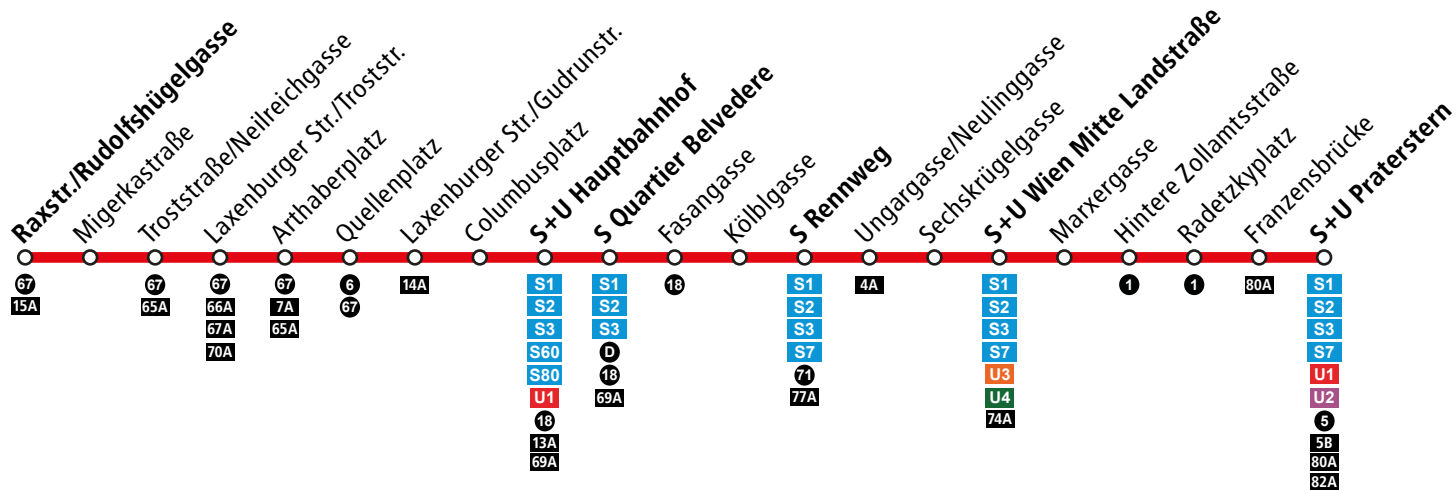 Raxstr./Rudolfshügelgasse
Migerkastraße
Troststraße/Neilreichgasse
Laxenburger Str./Troststr.
Arthaberplatz
Quellenplatz
Laxenburger Str./Gudrunstr.
Columbusplatz
S+U Hauptbahnhof
S Quartier Belvedere
Fasangasse
Kölblgasse
S Rennweg
Ungargasse/Neulinggasse
Sechskrügelgasse
S+U Wien Mitte Landstraße
Marxergasse
Hintere Zollamtsstraße
Radetzkyplatz
Franzensbrücke
S+U Praterstern
67
15A
67
65A
67
66A
67A
70A
67
7A
65A
6
67
14A
S1
S2
S3
S60
S80
U1
18
13A
69A
S1
S2
S3
D
18
69A
18
S1
S2
S3
S7
71
77A
4A
S1
S2
S3
S7
U3
U4
74A
1
1
80A
S1
S2
S3
S7
U1
U2
5
5B
80A
82A